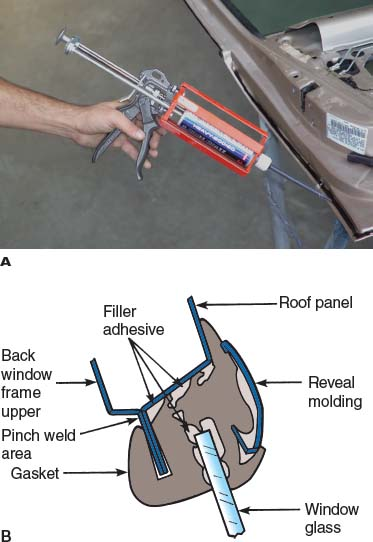 A
Filler
adhesive
Roof panel
Back
window
frame
upper
Reveal
molding
Pinch weld
area
Gasket
Window
glass
B